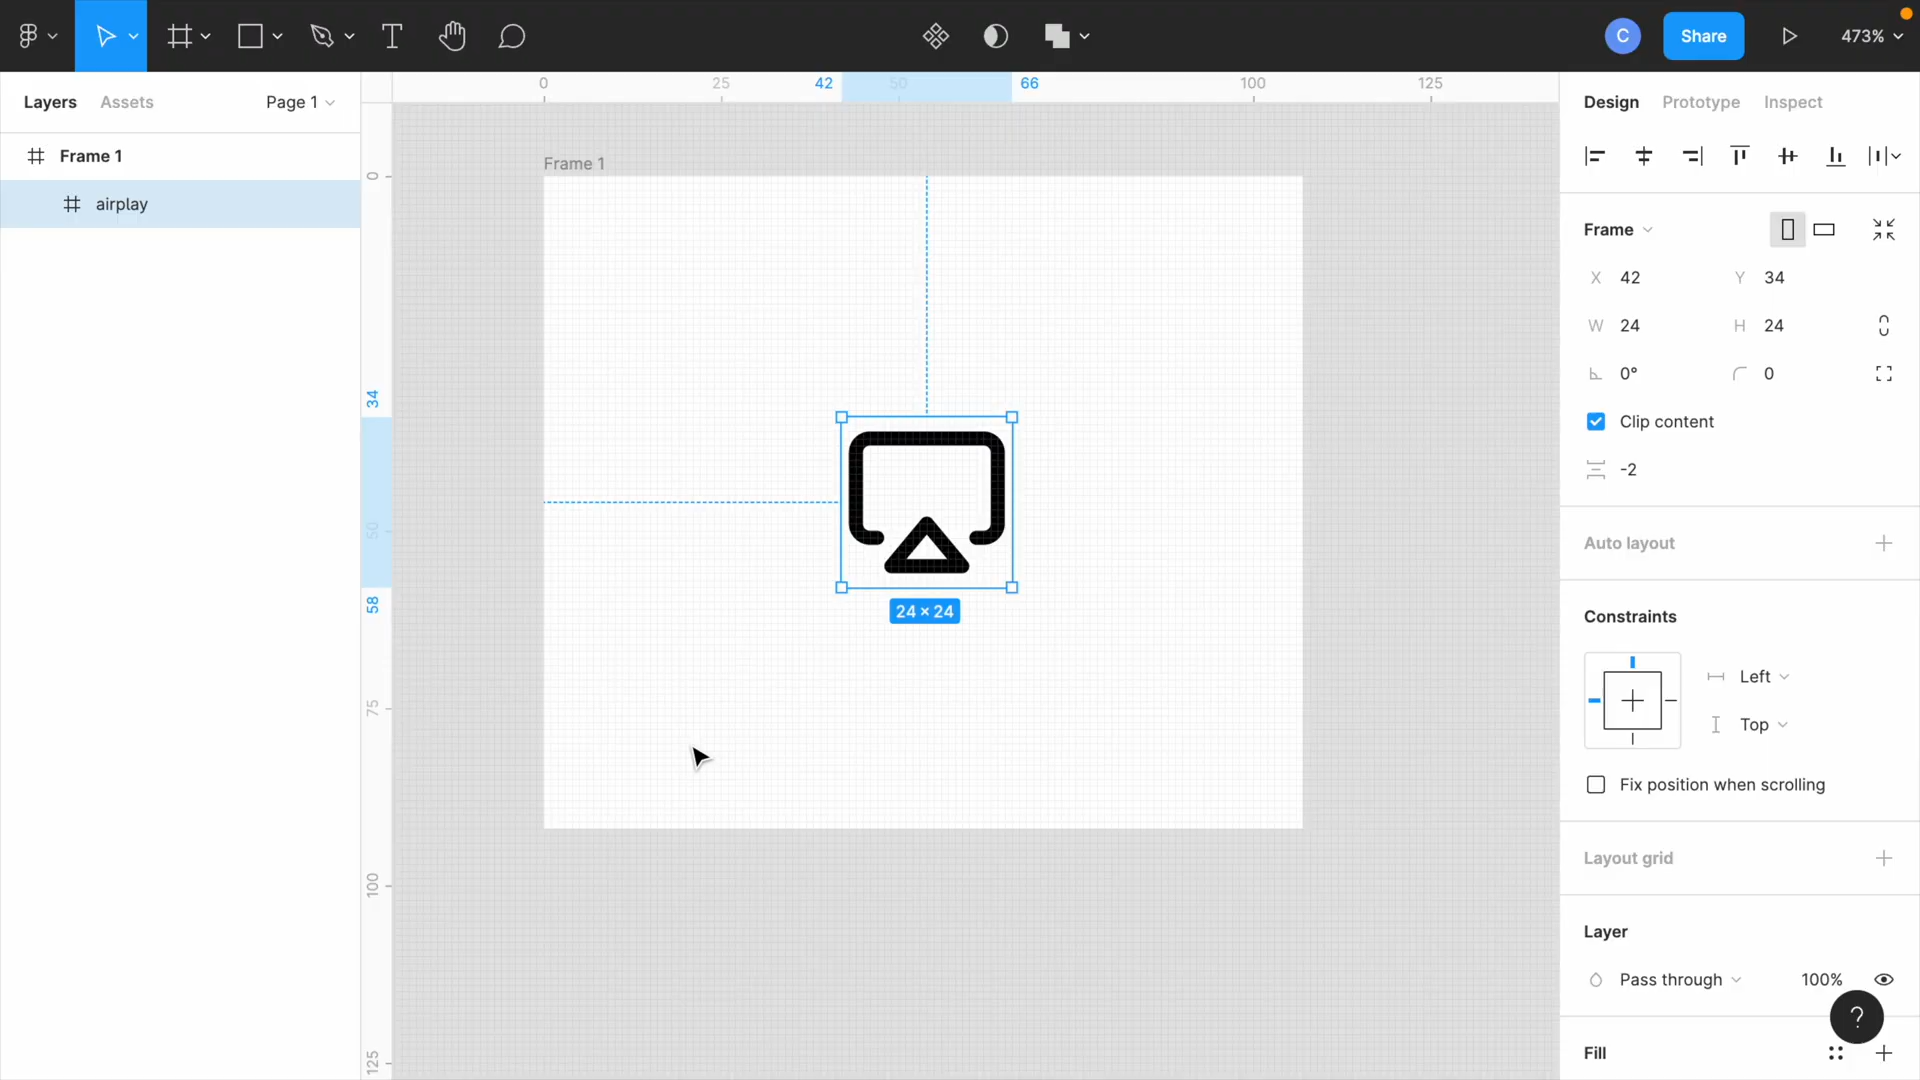 C
Share
473%
Layers
Assets
Page 1
0
25
42
50
66
100
125
Design
Prototype
Inspect
Frame 1
airplay
Frame 1
0
34
50
58
75
100
125
24 × 24
Frame
X 42
Y 34
W 24
H 24
0°
0
Clip content
-2
Auto layout
Constraints
Left
Top
Fix position when scrolling
Layout grid
Layer
Pass through
100%
?
Fill